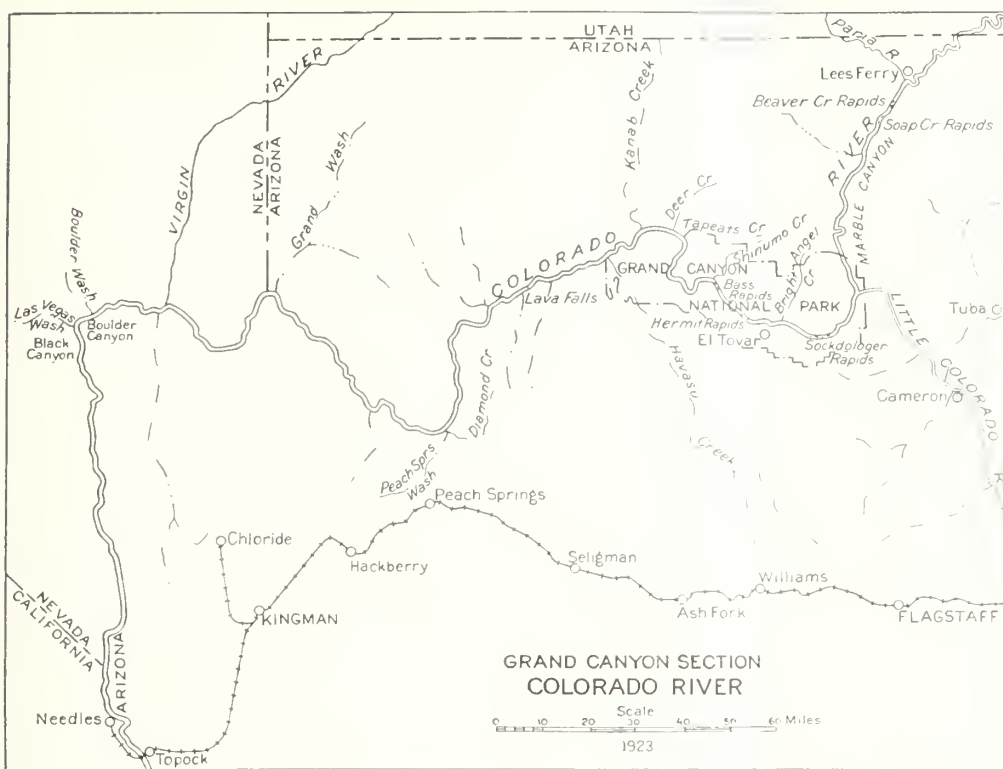 UTAH
ARIZONA
Paria R
Lees Ferry
Beaver Cr Rapids
Soap Cr Rapids
RIVER
MARBLE CANYON
Kanab Creek
Deer Cr
Tapeats Cr
Shinumo Cr
Bright Angel Cr
NEVADA
ARIZONA
VIRGIN RIVER
Grand Wash
Boulder Wash
Las Vegas
Wash
Boulder
Canyon
Black
Canyon
COLORADO
Lava Falls
GRAND CANYON
NATIONAL PARK
Bass
Rapids
Hermit Rapids
El Tovar
Sockdologer
Rapids
LITTLE COLORADO
Tuba C
Cameron
Havasu
Creek
Diamond Cr
Peach Sprs
Wash
Peach Springs
Chloride
Hackberry
Seligman
Williams
KINGMAN
Ash Fork
FLAGSTAFF
NEVADA
CALIFORNIA
ARIZONA
Needles
Topock
GRAND CANYON SECTION
COLORADO RIVER
Scale
0 10 20 30 40 50 60 Miles
1923